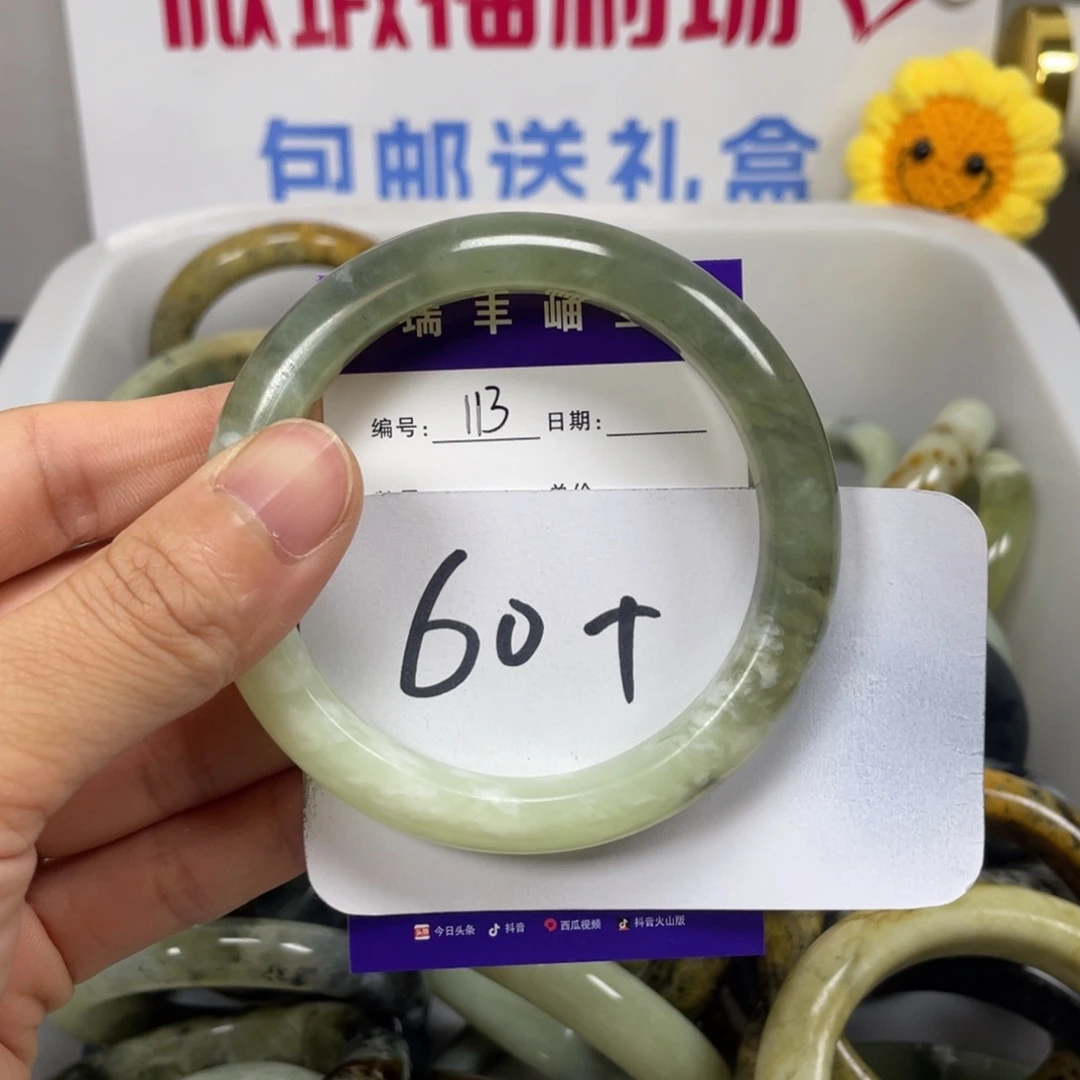 包邮送礼盒
瑞丰岫玉
编号: 113 日期:
60+
今日头条 抖音 西瓜视频 抖音火山版